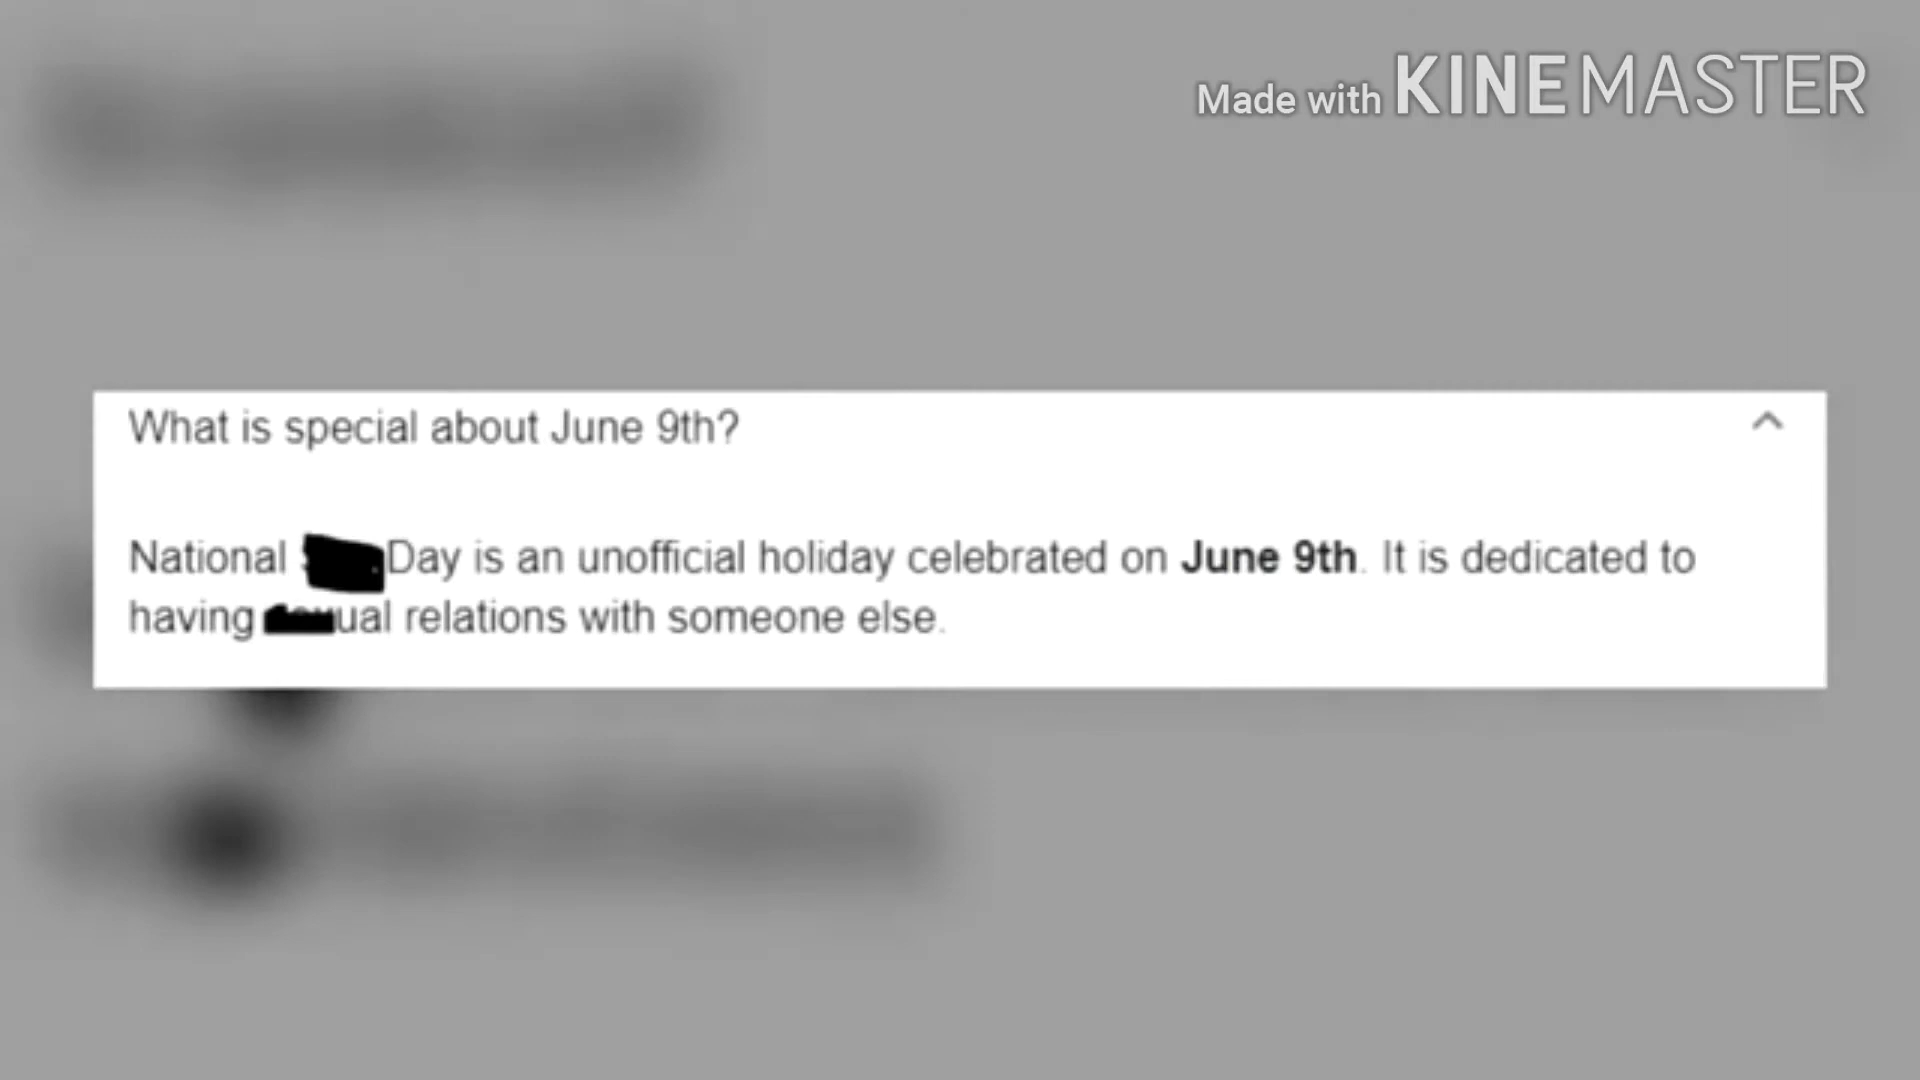 Made with KINEMASTER
What is special about June 9th?
National Day is an unofficial holiday celebrated on June 9th. It is dedicated to
having ual relations with someone else.